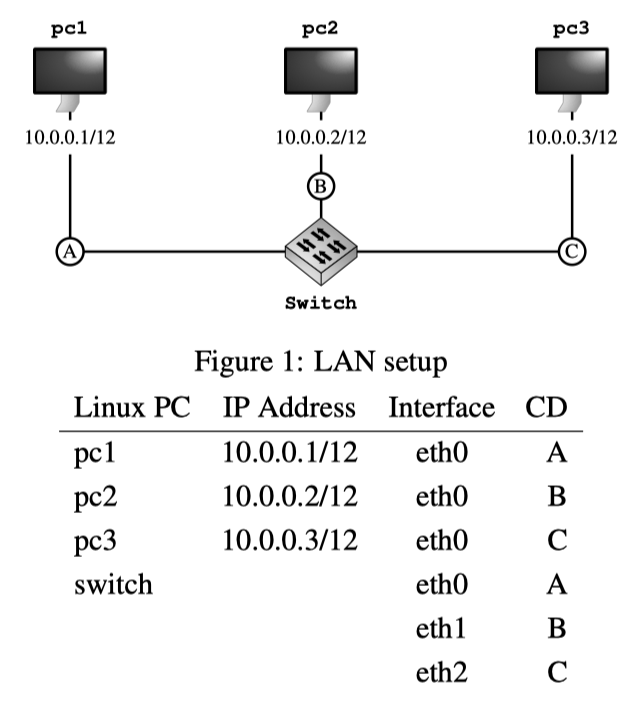 pc1 pc2 pc3
10.0.0.1/12 10.0.0.2/12 10.0.0.3/12
B
A C
Switch
Figure 1: LAN setup
Linux PC IP Address Interface CD
pc1 10.0.0.1/12 eth0 A
pc2 10.0.0.2/12 eth0 B
pc3 10.0.0.3/12 eth0 C
switch eth0 A
eth1 B
eth2 C